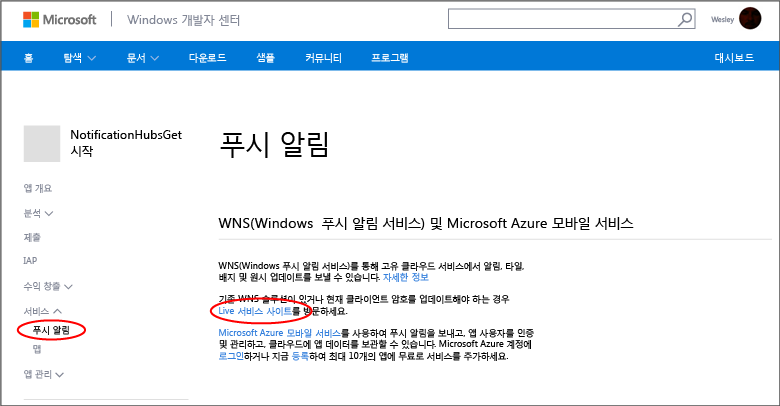 Microsoft Windows 개발자 센터 Wesley
홈 탐색 문서 다운로드 샘플 커뮤니티 프로그램 대시보드
NotificationHubsGet
시작
푸시 알림
앱 개요
분석
제출
IAP
수익 창출
서비스
푸시 알림
맵
앱 관리
WNS(Windows 푸시 알림 서비스) 및 Microsoft Azure 모바일 서비스
WNS(Windows 푸시 알림 서비스)를 통해 고유 클라우드 서비스에서 알림, 타일,
배지 및 원시 업데이트를 보낼 수 있습니다. 자세한 정보
기존 WNS 솔루션이 있거나 현재 클라이언트 암호를 업데이트해야 하는 경우
Live 서비스 사이트를 방문하세요.
Microsoft Azure 모바일 서비스를 사용하여 푸시 알림을 보내고, 앱 사용자를 인증
및 관리하고, 클라우드에 앱 데이터를 보관할 수 있습니다. Microsoft Azure 계정에
로그인하거나 지금 등록하여 최대 10개의 앱에 무료로 서비스를 추가하세요.